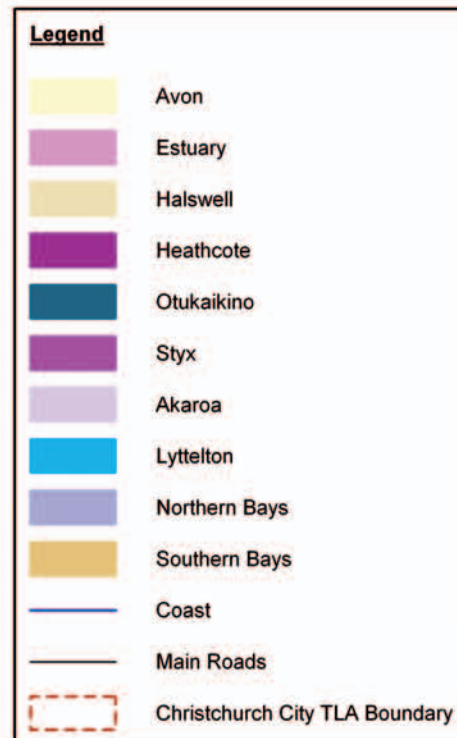 Legend
Avon
Estuary
Halswell
Heathcote
Otukaikino
Styx
Akaroa
Lyttelton
Northern Bays
Southern Bays
Coast
Main Roads
Christchurch City TLA Boundary